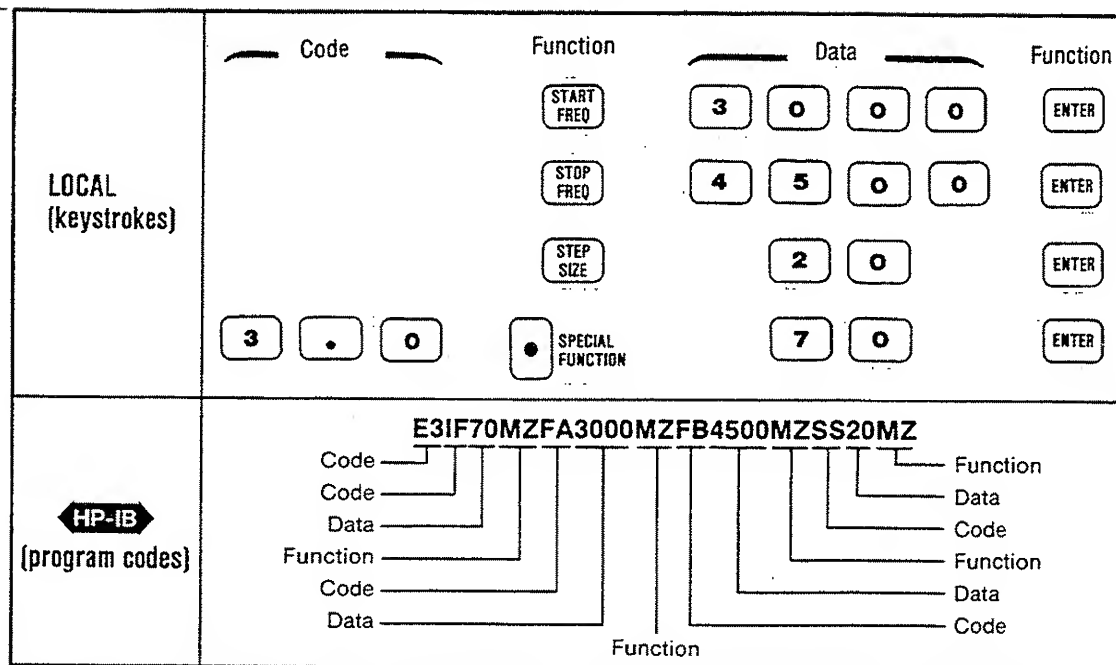 Code Function Data Function
START FREQ 3 0 0 0 ENTER
LOCAL (keystrokes)
STOP FREQ 4 5 0 0 ENTER
STEP SIZE 2 0 ENTER
3 . 0 SPECIAL FUNCTION 7 0 ENTER
HP-IB
(program codes)
E3IF70MZFA3000MZFB4500MZSS20MZ
Code Function
Code Data
Data Code
Function Function
Code Data
Data Code
Function